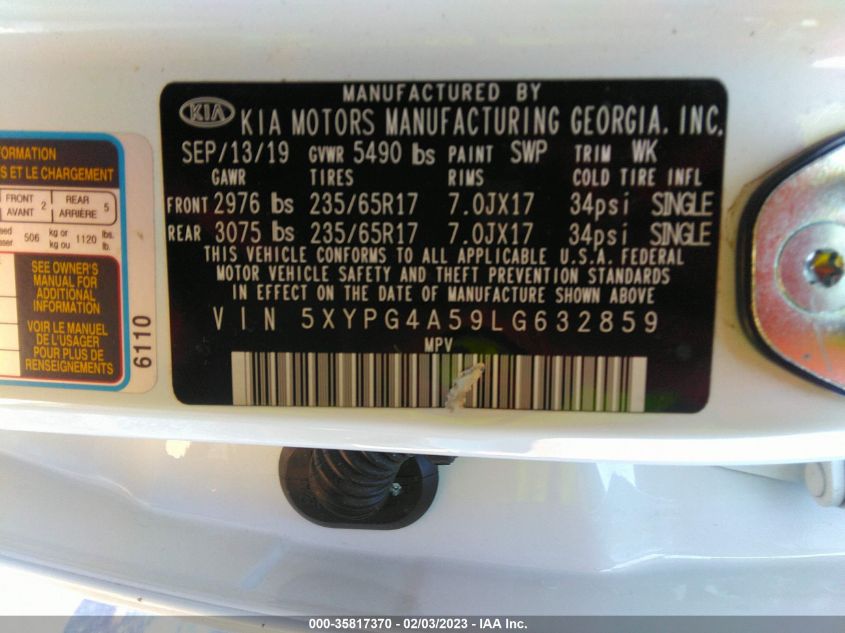 MANUFACTURED BY
KIA KIA MOTORS MANUFACTURING GEORGIA, INC.
SEP/13/19 GVWR 5490 lbs PAINT SWP TRIM WK
GAWR TIRES RIMS COLD TIRE INFL
FRONT 2976 lbs 235/65R17 7.0JX17 34psi SINGLE
REAR 3075 lbs 235/65R17 7.0JX17 34psi SINGLE
THIS VEHICLE CONFORMS TO ALL APPLICABLE U.S.A. FEDERAL
MOTOR VEHICLE SAFETY AND THEFT PREVENTION STANDARDS
IN EFFECT ON THE DATE OF MANUFACTURE SHOWN ABOVE
VIN 5XYPG4A59LG632859
MPV
S ET LE CHARGEMENT
FRONT 2 REAR 5
AVANT ARRIÈRE
506 kg or 1120 lbs.
kg ou lb.
SEE OWNER'S
MANUAL FOR
ADDITIONAL
INFORMATION
VOIR LE MANUEL
DE L'USAGER
POUR PLUS DE
RENSEIGNEMENTS
6110
000-35817370 - 02/03/2023 - IAA Inc.